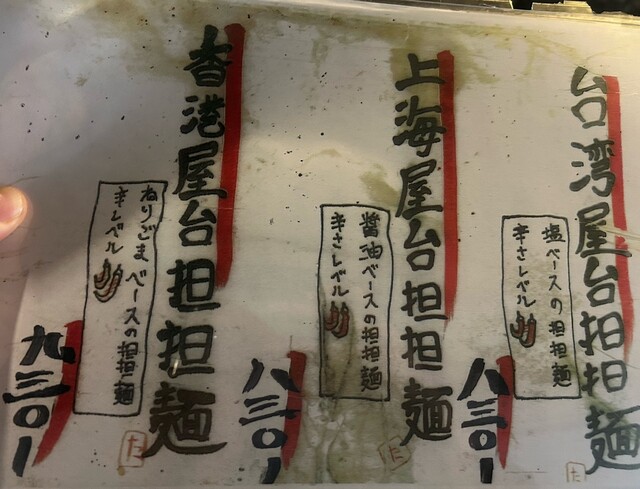 台湾屋台担担麺
塩ベースの担担麺
辛さレベル
八三〇-
た
上海屋台担担麺
醤油ベースの担担麺
辛さレベル
八三〇-
た
香港屋台担担麺
ねりごまベースの担担麺
辛レベル
九三〇-
た